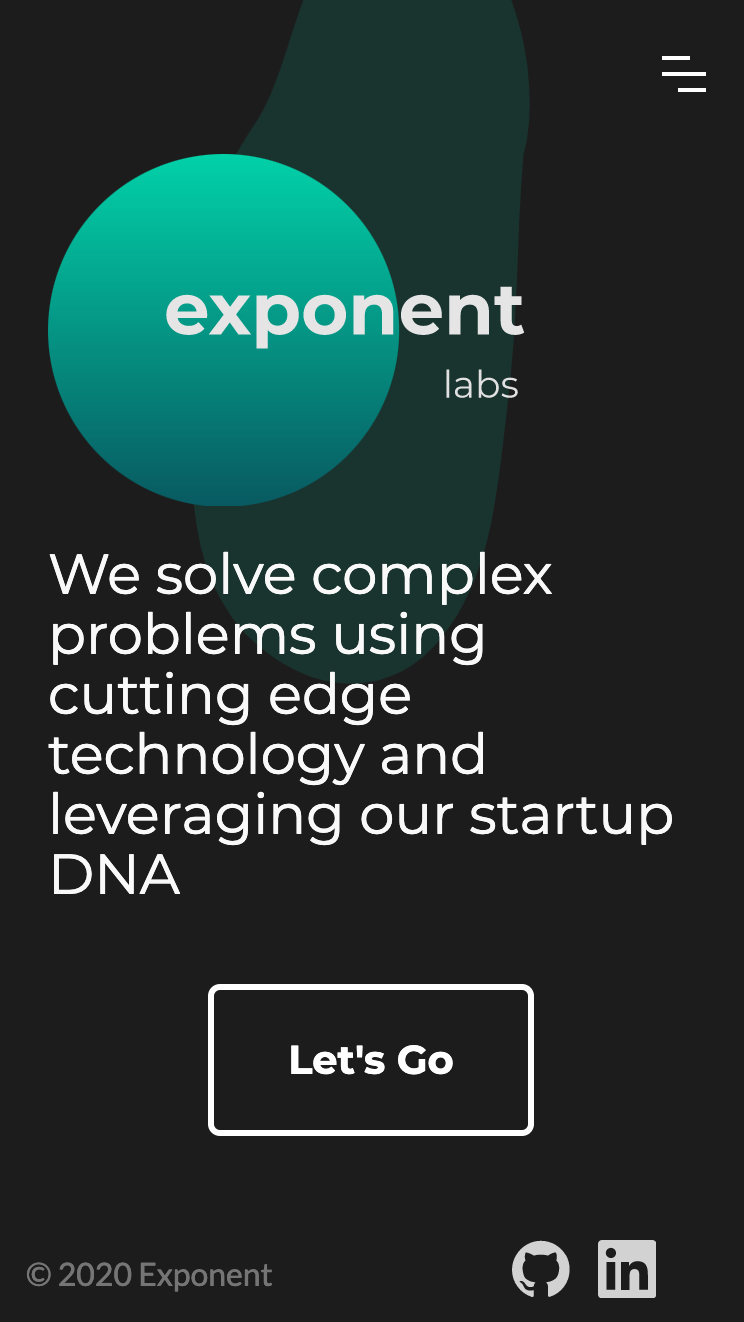 exponent
labs
We solve complex
problems using
cutting edge
technology and
leveraging our startup
DNA
Let's Go
© 2020 Exponent
in